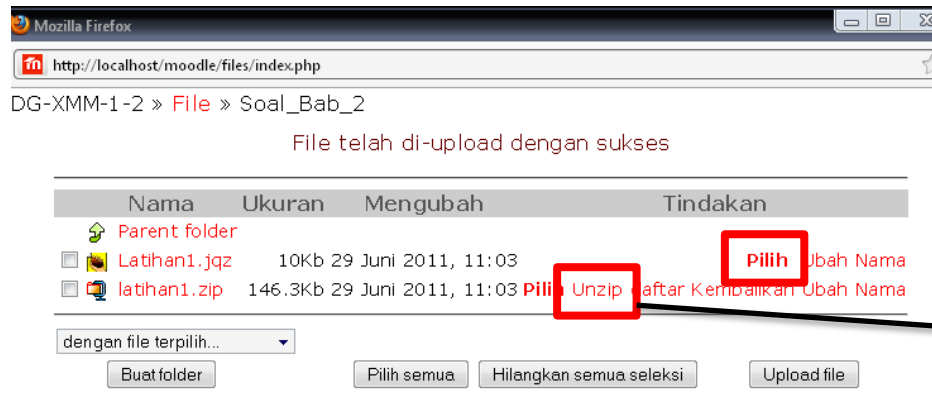 Mozilla Firefox
http://localhost/moodle/files/index.php
DG-XMM-1-2 » File » Soal_Bab_2
File telah di-upload dengan sukses
Nama Ukuran Mengubah Tindakan
Parent folder
Latihan1.jqz 10Kb 29 Juni 2011, 11:03 Pilih Ubah Nama
latihan1.zip 146.3Kb 29 Juni 2011, 11:03 Pilih Unzip daftar Kembalikan Ubah Nama
dengan file terpilih...
Buat folder Pilih semua Hilangkan semua seleksi Upload file